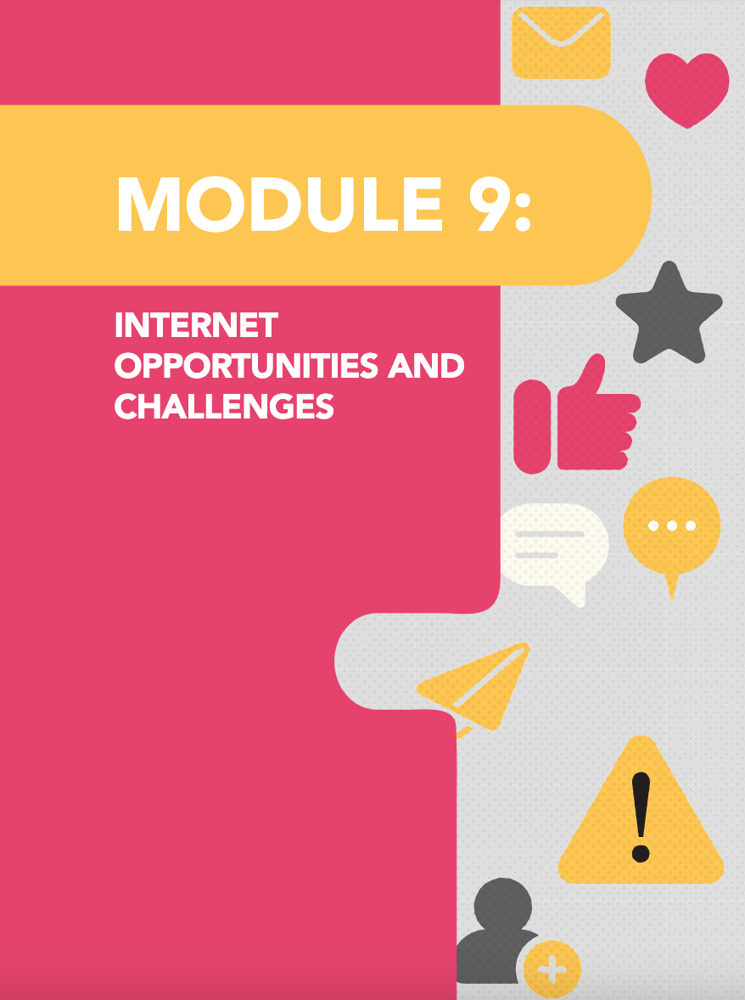 MODULE 9:
INTERNET
OPPORTUNITIES AND
CHALLENGES